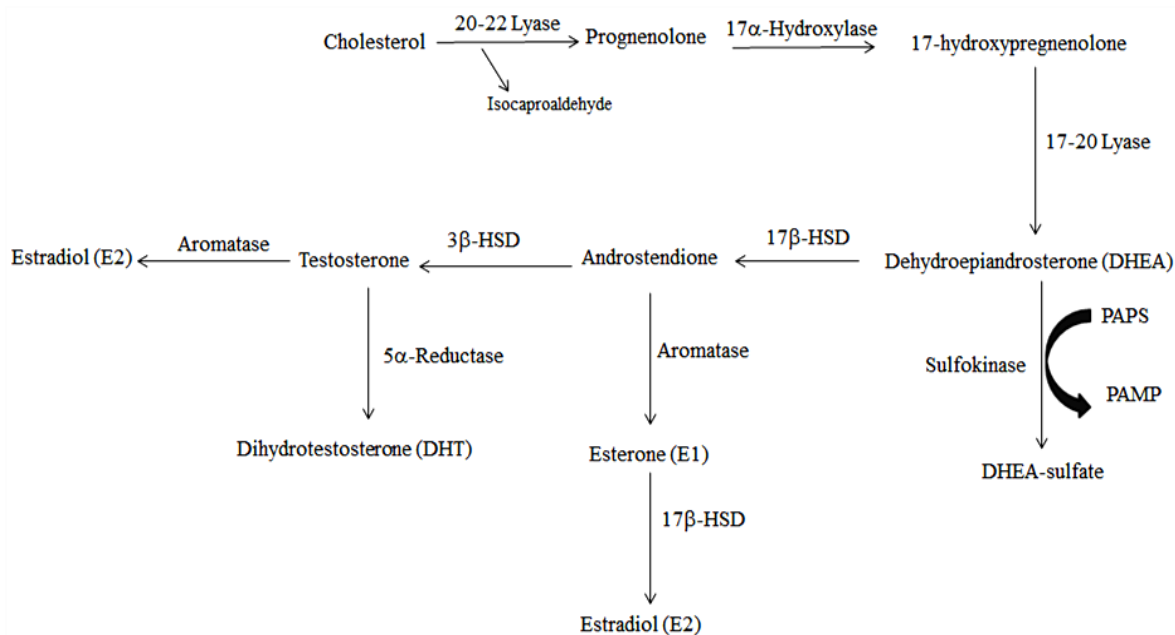 20-22 Lyase
17α-Hydroxylase
Cholesterol
Prognenolone
17-hydroxypregnenolone
Isocaproaldehyde
17-20 Lyase
Estradiol (E2)
Aromatase
Testosterone
3β-HSD
Androstendione
17β-HSD
Dehydroepiandrosterone (DHEA)
5α-Reductase
Aromatase
Sulfokinase
PAPS
PAMP
Dihydrotestosterone (DHT)
Esterone (E1)
DHEA-sulfate
17β-HSD
Estradiol (E2)